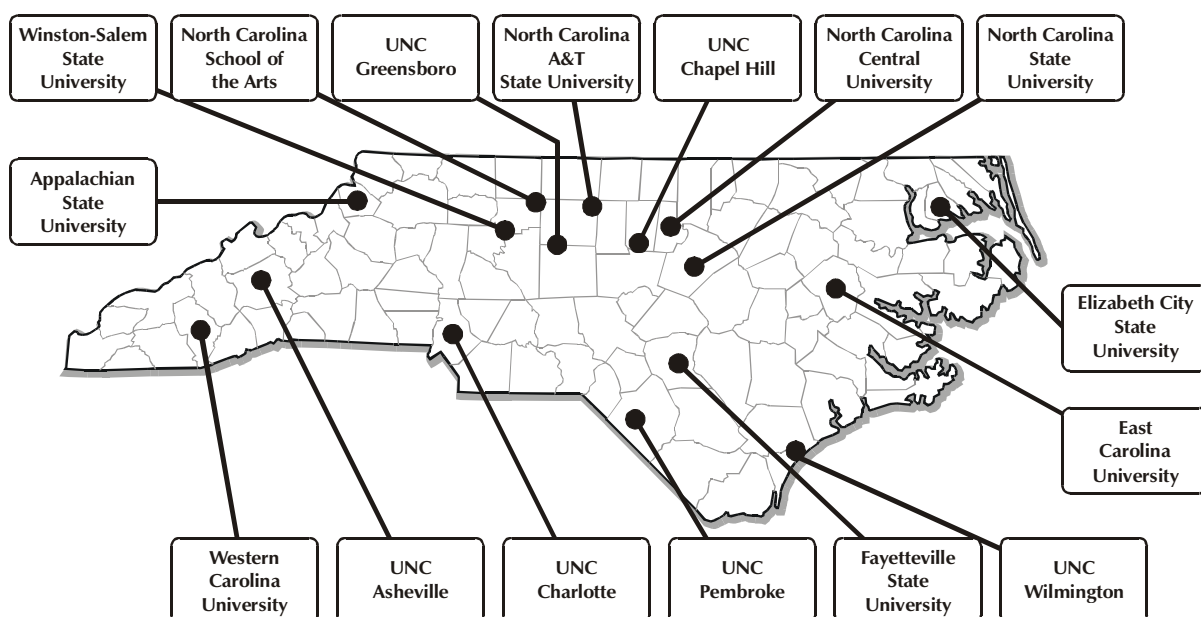 Winston-Salem
State
University
North Carolina
School of
the Arts
UNC
Greensboro
North Carolina
A&T
State University
UNC
Chapel Hill
North Carolina
Central
University
North Carolina
State
University
Appalachian
State
University
Elizabeth City
State
University
East
Carolina
University
Western
Carolina
University
UNC
Asheville
UNC
Charlotte
UNC
Pembroke
Fayetteville
State
University
UNC
Wilmington